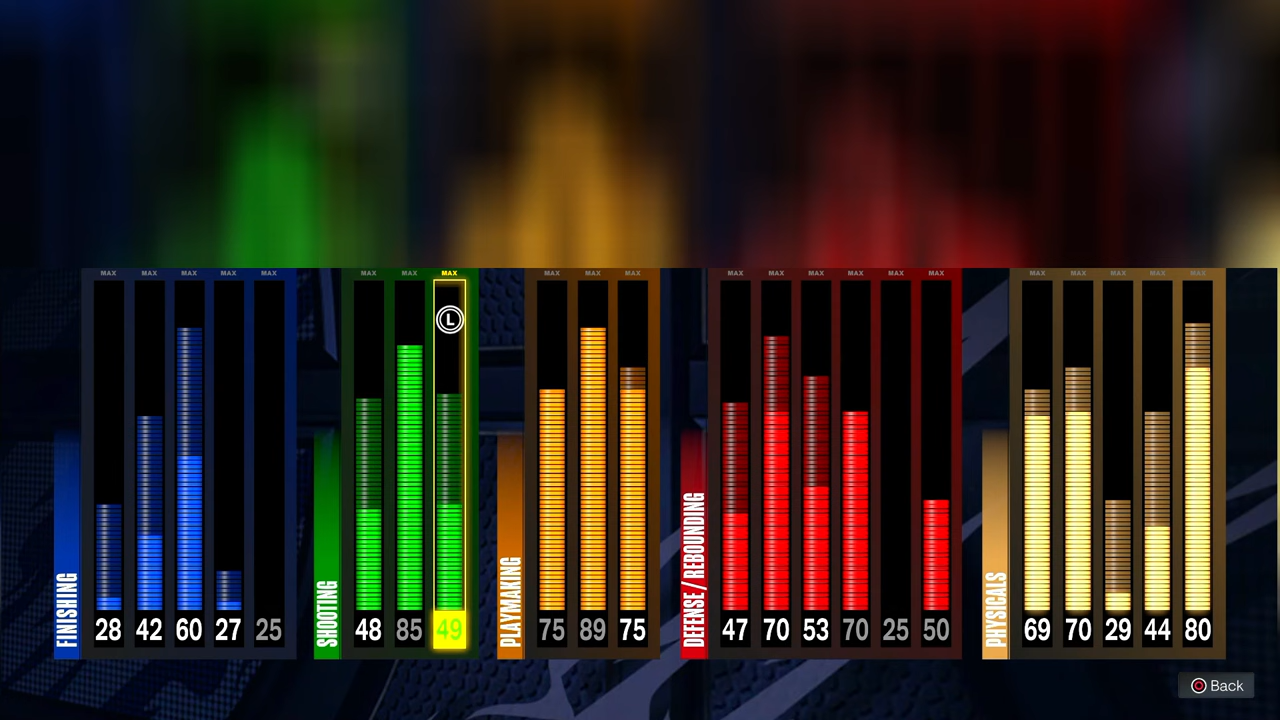 MAX MAX MAX MAX MAX MAX MAX MAX MAX MAX MAX MAX MAX MAX MAX MAX MAX MAX MAX MAX MAX MAX
L
FINISHING
28 42 60 27 25
SHOOTING
48 85 49
PLAYMAKING
75 89 75
DEFENSE / REBOUNDING
47 70 53 70 25 50
PHYSICALS
69 70 29 44 80
Back